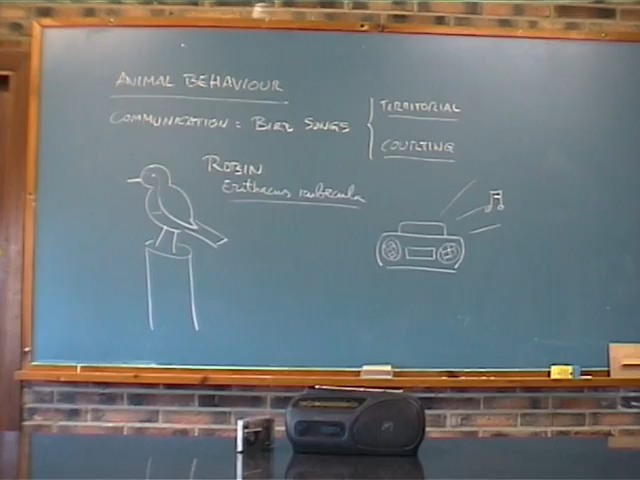 ANIMAL BEHAVIOUR
COMMUNICATION: BIRD SONGS
TERRITORIAL
COURTING
ROBIN
Erithacus rubecula